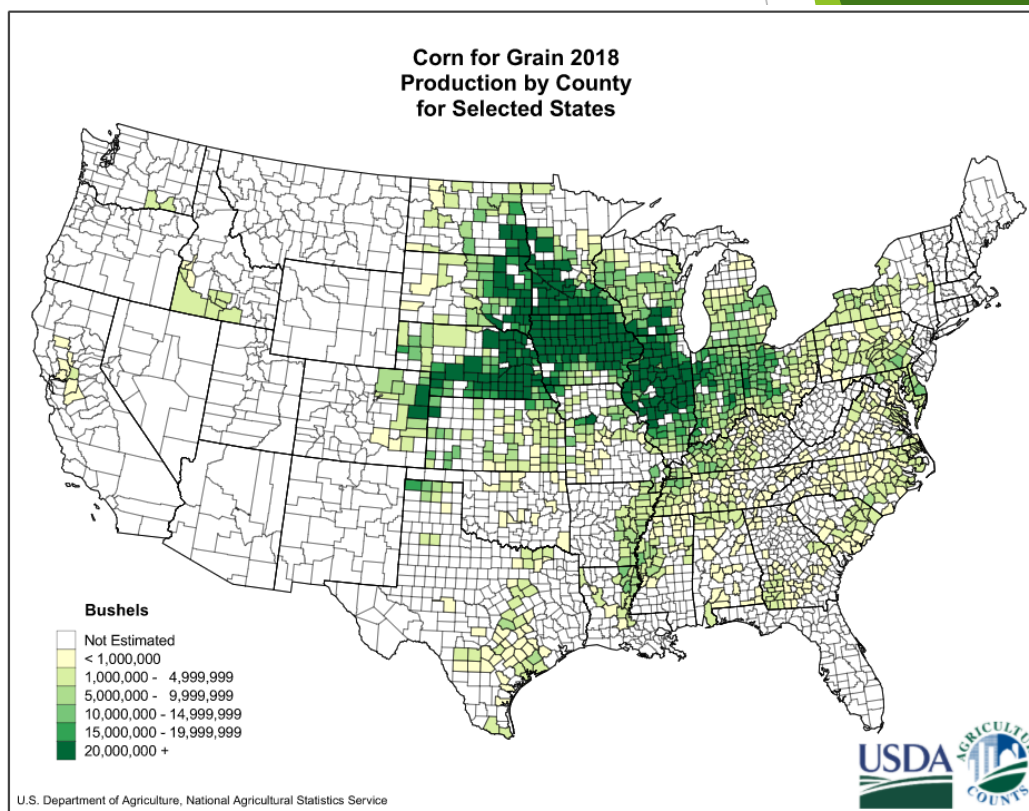 Corn for Grain 2018
Production by County
for Selected States
Bushels
Not Estimated
< 1,000,000
1,000,000 - 4,999,999
5,000,000 - 9,999,999
10,000,000 - 14,999,999
15,000,000 - 19,999,999
20,000,000 +
USDA
AGRICULTURE
COUNTS
U.S. Department of Agriculture, National Agricultural Statistics Service